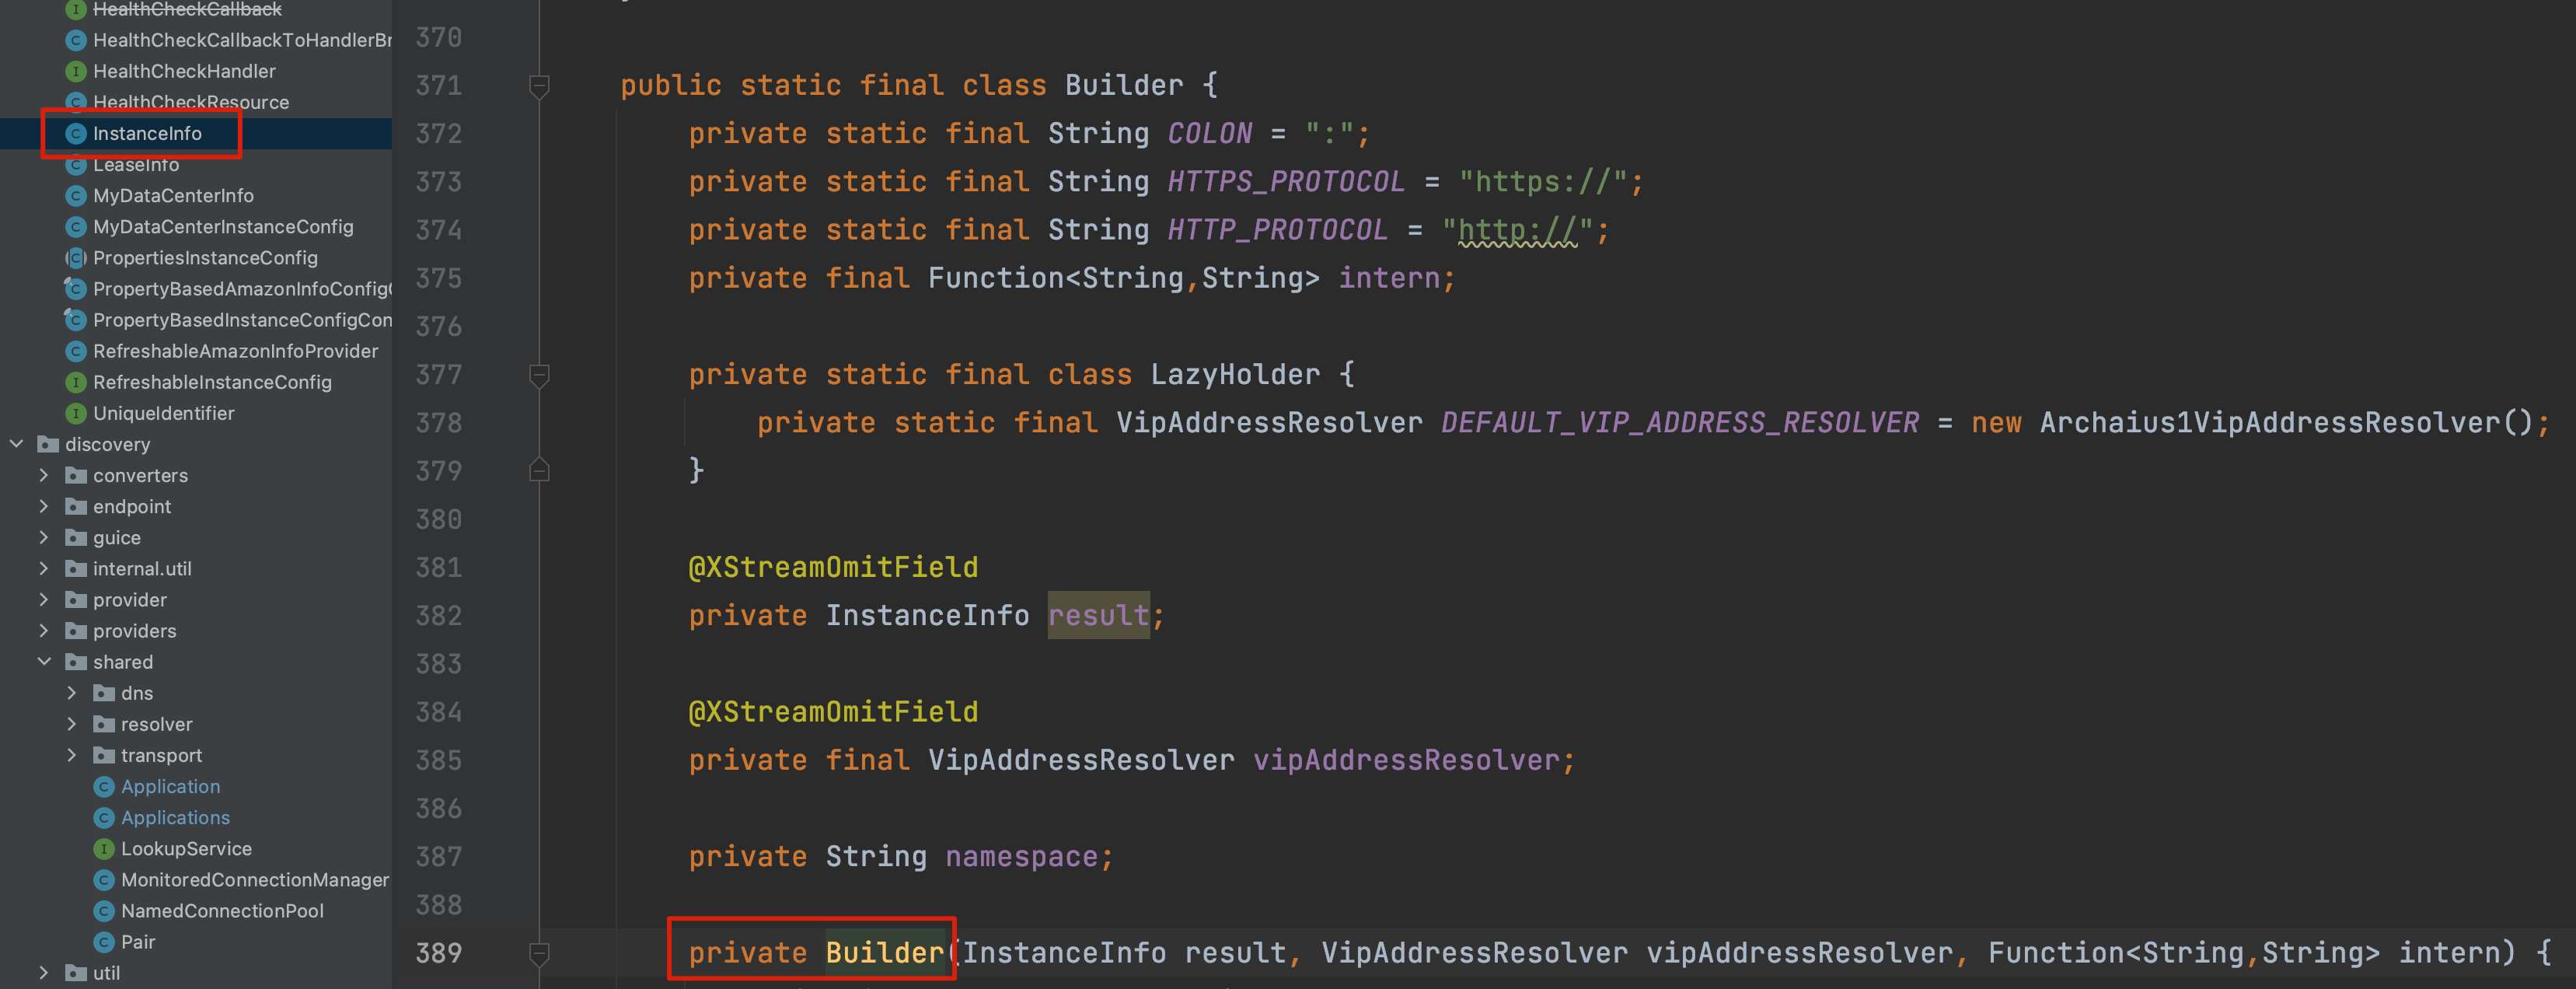 HealthCheckCallback
HealthCheckCallbackToHandlerBr
HealthCheckHandler
HealthCheckResource
InstanceInfo
LeaseInfo
MyDataCenterInfo
MyDataCenterInstanceConfig
PropertiesInstanceConfig
PropertyBasedAmazonInfoConfig
PropertyBasedInstanceConfigCon
RefreshableAmazonInfoProvider
RefreshableInstanceConfig
UniqueIdentifier
discovery
converters
endpoint
guice
internal.util
provider
providers
shared
dns
resolver
transport
Application
Applications
LookupService
MonitoredConnectionManager
NamedConnectionPool
Pair
util
370
371 public static final class Builder {
372 private static final String COLON = ":";
373 private static final String HTTPS_PROTOCOL = "https://";
374 private static final String HTTP_PROTOCOL = "http://";
375 private final Function<String,String> intern;
376
377 private static final class LazyHolder {
378 private static final VipAddressResolver DEFAULT_VIP_ADDRESS_RESOLVER = new Archaius1VipAddressResolver();
379 }
380
381 @XStreamOmitField
382 private InstanceInfo result;
383
384 @XStreamOmitField
385 private final VipAddressResolver vipAddressResolver;
386
387 private String namespace;
388
389 private Builder(InstanceInfo result, VipAddressResolver vipAddressResolver, Function<String,String> intern) {